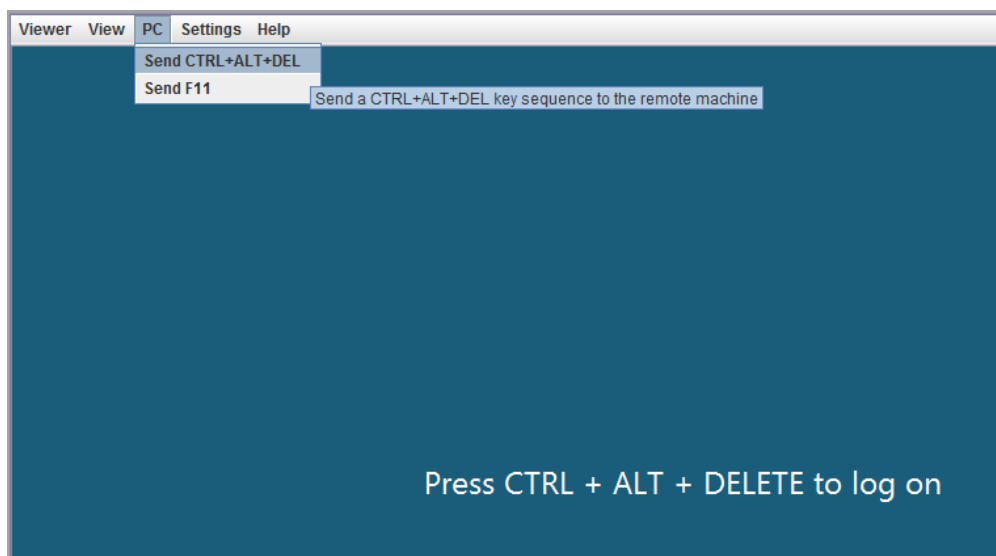 Viewer View PC Settings Help
Send CTRL+ALT+DEL
Send F11
Send a CTRL+ALT+DEL key sequence to the remote machine
Press CTRL + ALT + DELETE to log on